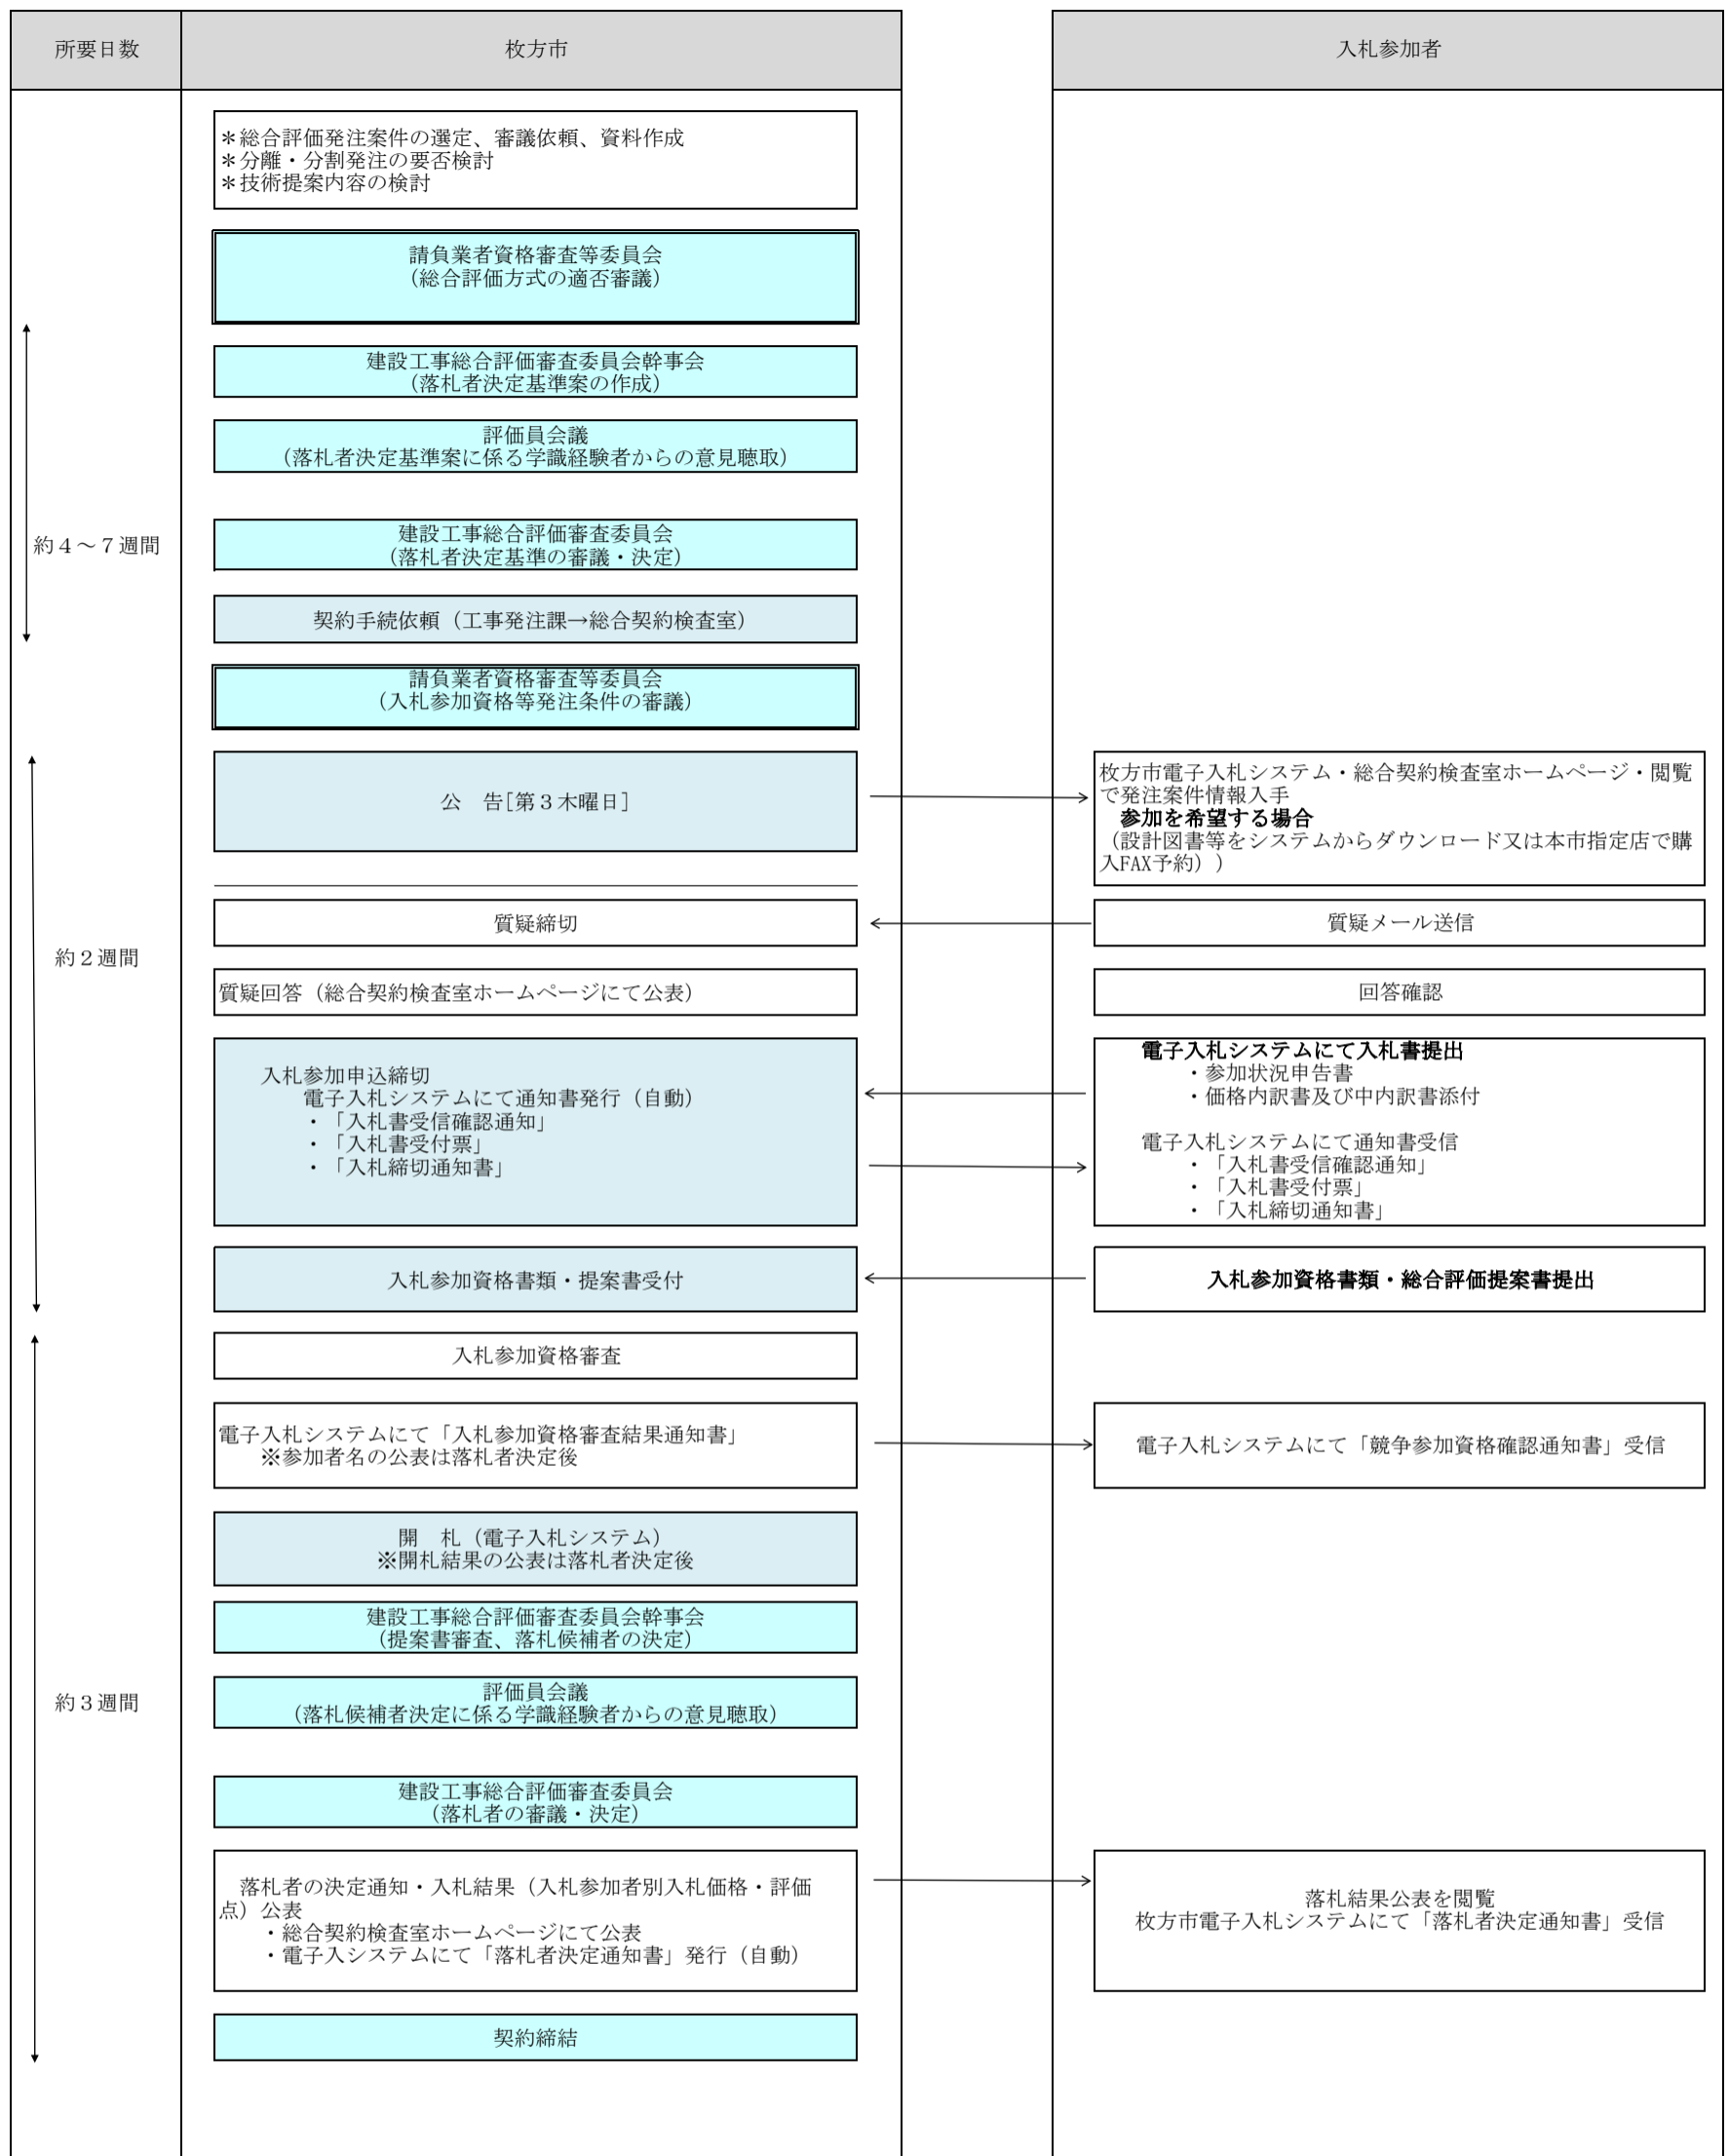 所要日数
枚方市
入札参加者
＊総合評価発注案件の選定、審議依頼、資料作成
＊分離・分割発注の要否検討
＊技術提案内容の検討
請負業者資格審査等委員会
（総合評価方式の適否審議）
建設工事総合評価審査委員会幹事会
（落札者決定基準案の作成）
評価員会議
（落札者決定基準案に係る学識経験者からの意見聴取）
約４～７週間
建設工事総合評価審査委員会
（落札者決定基準の審議・決定）
契約手続依頼（工事発注課→総合契約検査室）
請負業者資格審査等委員会
（入札参加資格等発注条件の審議）
公　告[第３木曜日]
枚方市電子入札システム・総合契約検査室ホームページ・閲覧
で発注案件情報入手
参加を希望する場合
（設計図書等をシステムからダウンロード又は本市指定店で購
入FAX予約））
質疑締切
質疑メール送信
約２週間
質疑回答（総合契約検査室ホームページにて公表）
回答確認
入札参加申込締切
電子入札システムにて通知書発行（自動）
・「入札書受信確認通知」
・「入札書受付票」
・「入札締切通知書」
電子入札システムにて入札書提出
・参加状況申告書
・価格内訳書及び中内訳書添付
電子入札システムにて通知書受信
・「入札書受信確認通知」
・「入札書受付票」
・「入札締切通知書」
入札参加資格書類・提案書受付
入札参加資格書類・総合評価提案書提出
入札参加資格審査
電子入札システムにて「入札参加資格審査結果通知書」
※参加者名の公表は落札者決定後
電子入札システムにて「競争参加資格確認通知書」受信
開　札（電子入札システム）
※開札結果の公表は落札者決定後
建設工事総合評価審査委員会幹事会
（提案書審査、落札候補者の決定）
約３週間
評価員会議
（落札候補者決定に係る学識経験者からの意見聴取）
建設工事総合評価審査委員会
（落札者の審議・決定）
落札者の決定通知・入札結果（入札参加者別入札価格・評価
点）公表
・総合契約検査室ホームページにて公表
・電子入システムにて「落札者決定通知書」発行（自動）
落札結果公表を閲覧
枚方市電子入札システムにて「落札者決定通知書」受信
契約締結